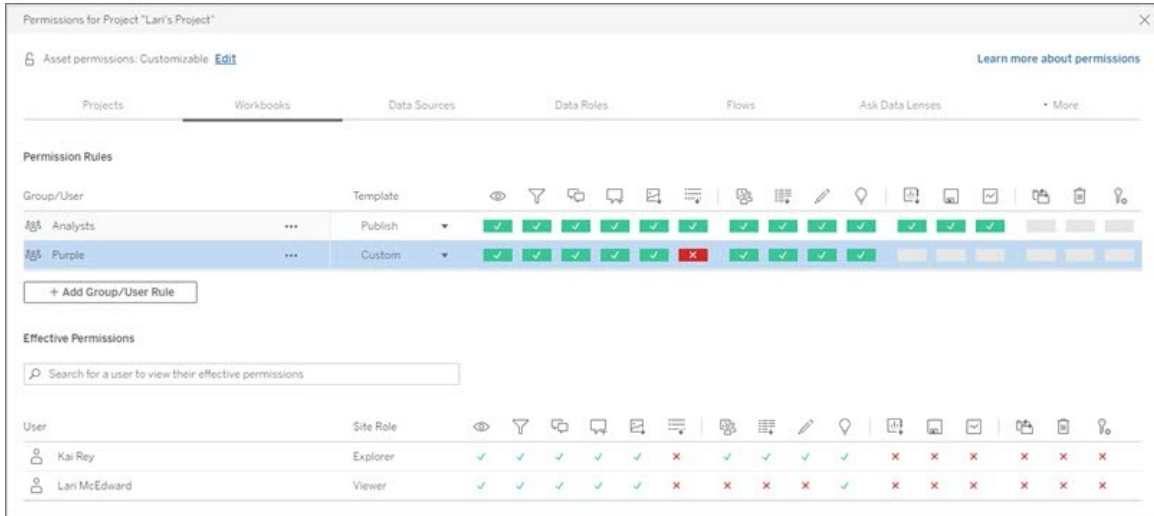 Permissions for Project "Lari's Project"
Asset permissions: Customizable Edit
Learn more about permissions
Projects Workbooks Data Sources Data Roles Flows Ask Data Lenses • More
Permission Rules
Group/User Template
Analysts ••• Publish
Purple ••• Custom
+ Add Group/User Rule
Effective Permissions
Search for a user to view their effective permissions
User Site Role
Kai Rey Explorer
Lari McEdward Viewer